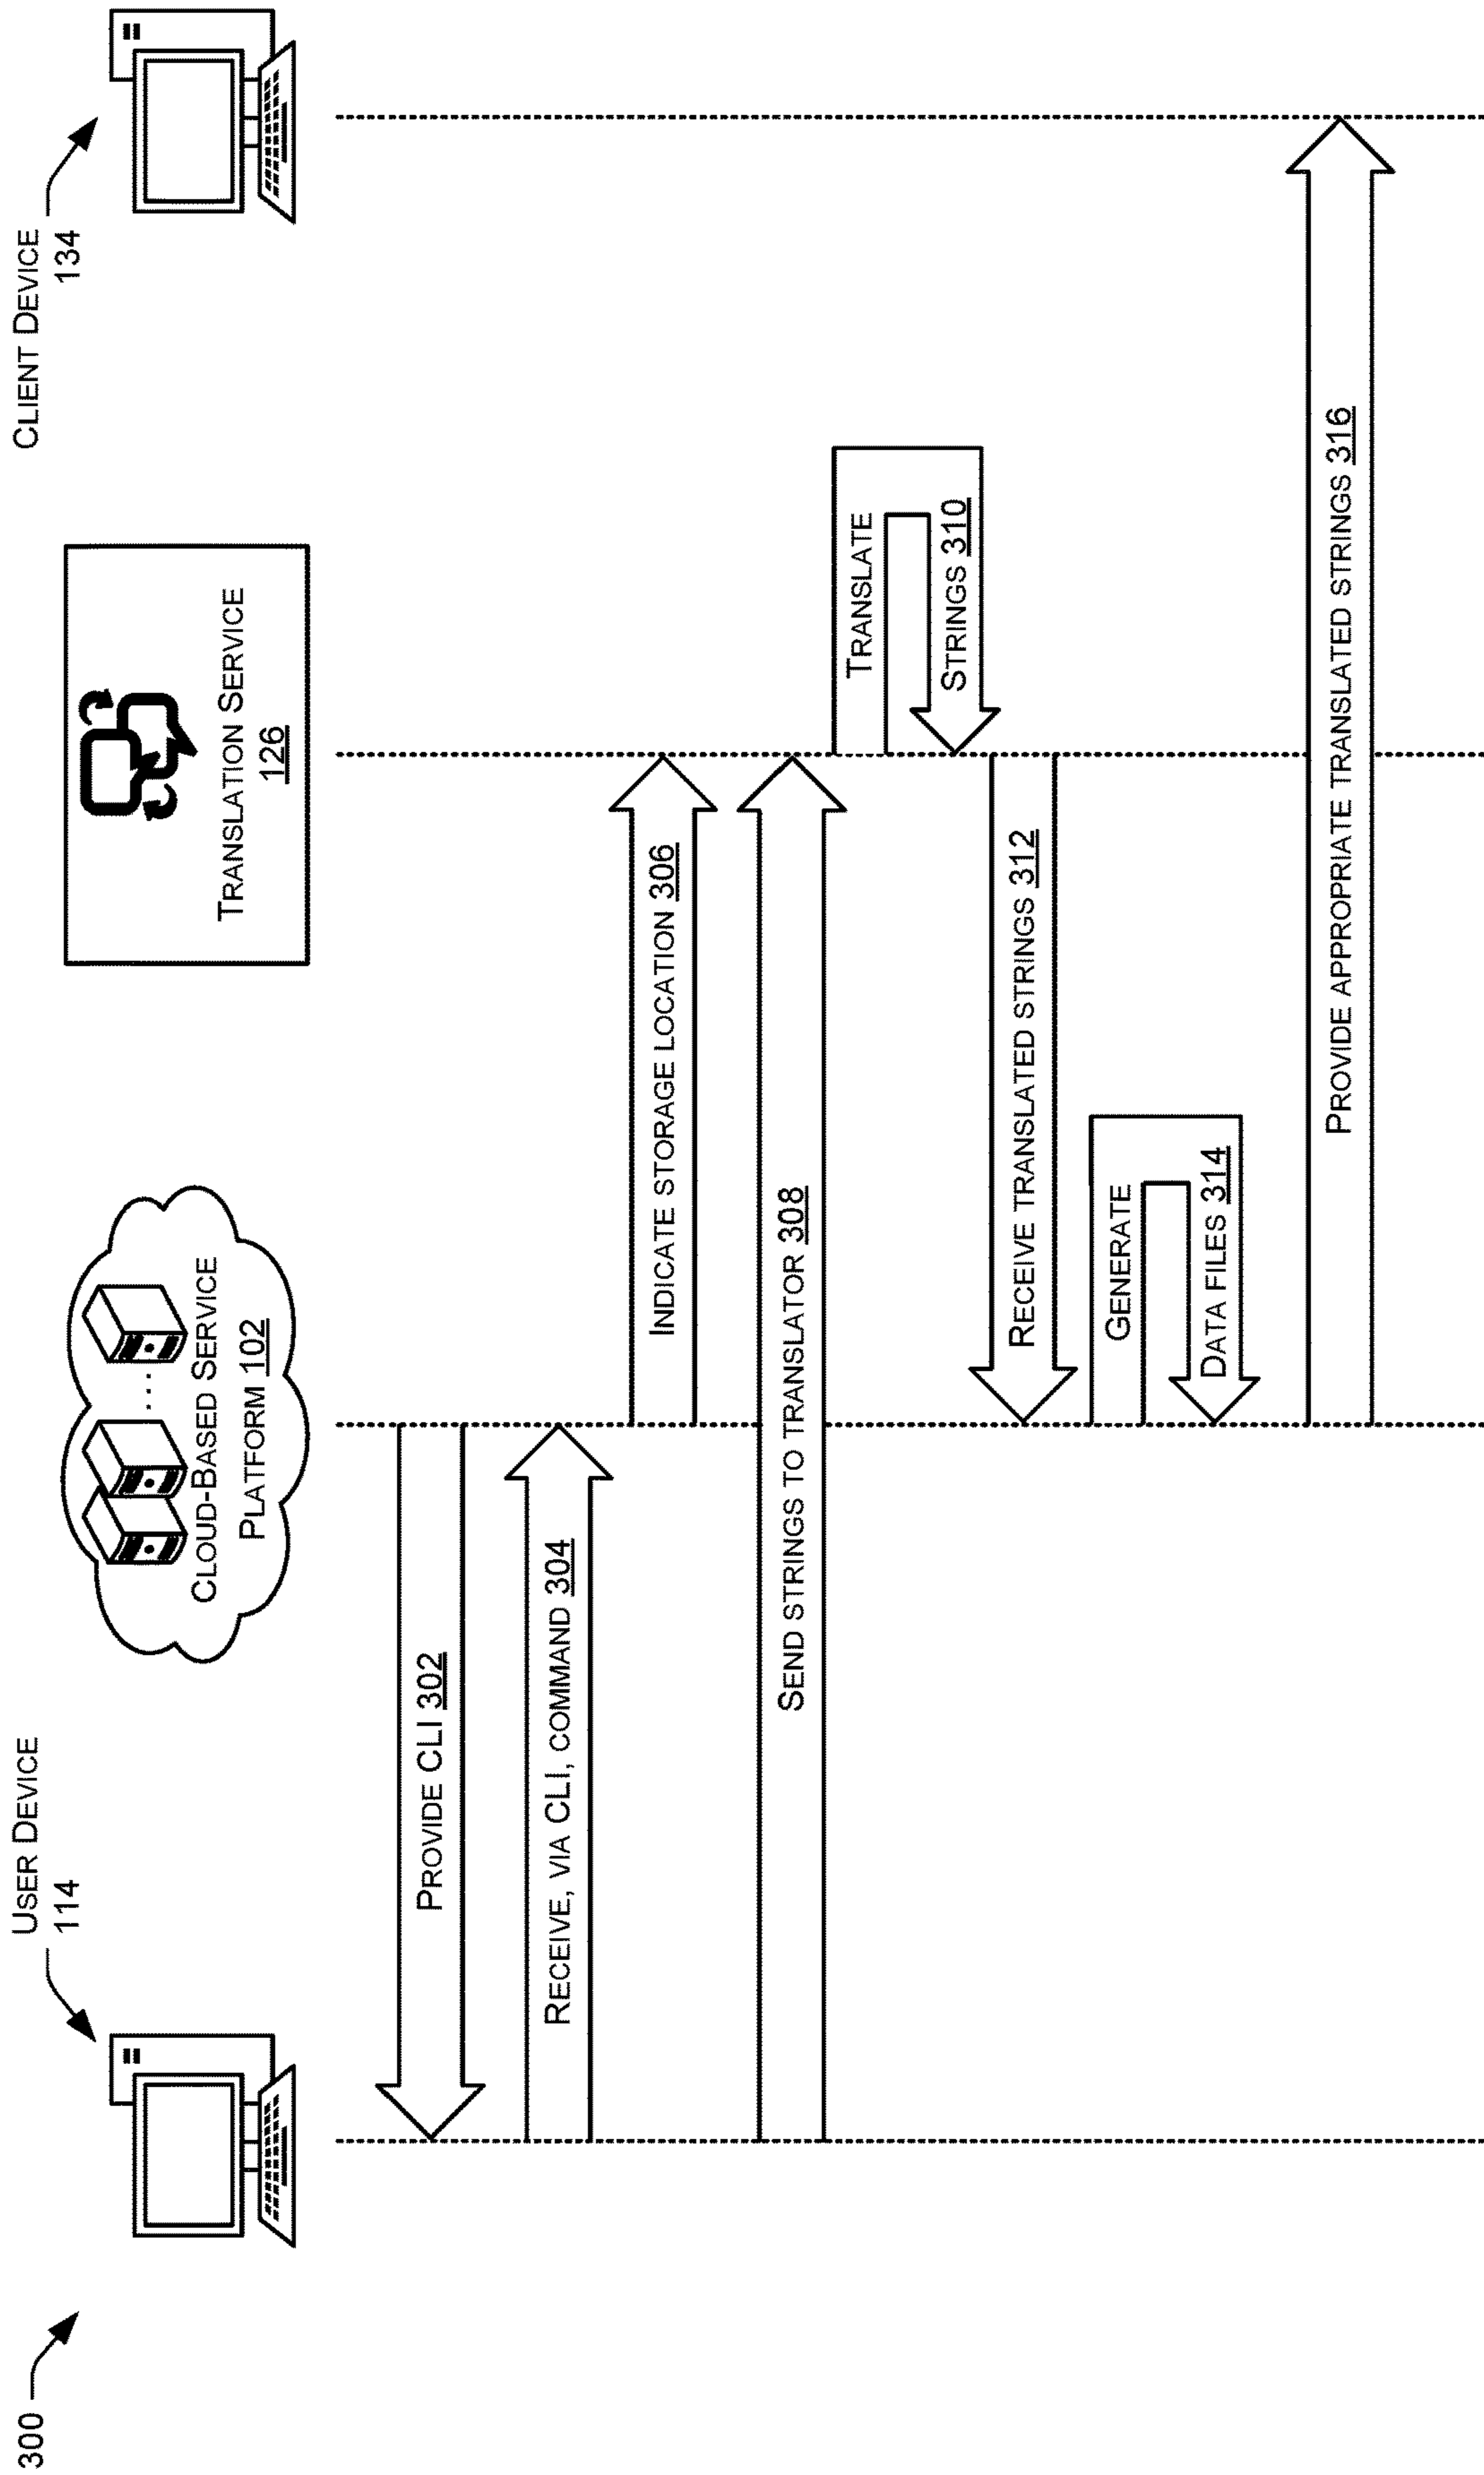 300
USER DEVICE
114
CLOUD-BASED SERVICE
PLATFORM 102
TRANSLATION SERVICE
126
CLIENT DEVICE
134
PROVIDE CLI 302
RECEIVE, VIA CLI, COMMAND 304
INDICATE STORAGE LOCATION 306
SEND STRINGS TO TRANSLATOR 308
TRANSLATE
STRINGS 310
RECEIVE TRANSLATED STRINGS 312
GENERATE
DATA FILES 314
PROVIDE APPROPRIATE TRANSLATED STRINGS 316